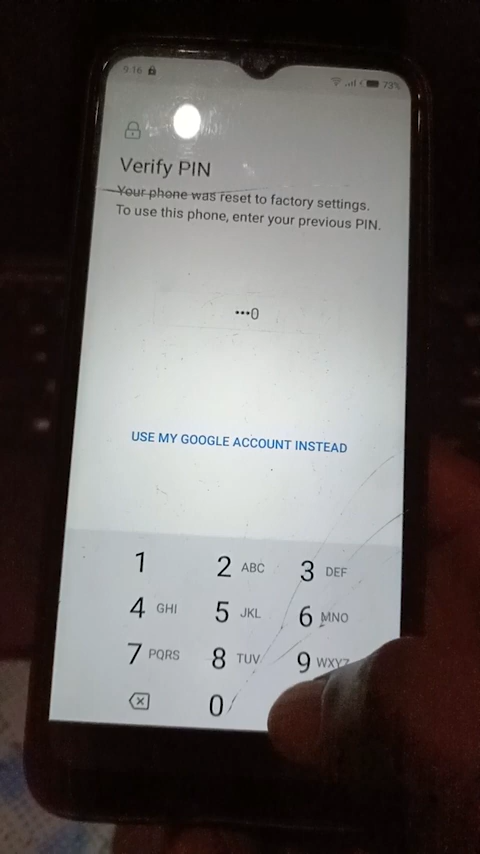 9:16 73%
Verify PIN
Your phone was reset to factory settings.
To use this phone, enter your previous PIN.
•••0
USE MY GOOGLE ACCOUNT INSTEAD
1 2 ABC 3 DEF
4 GHI 5 JKL 6 MNO
7 PQRS 8 TUV 9 WXYZ
0